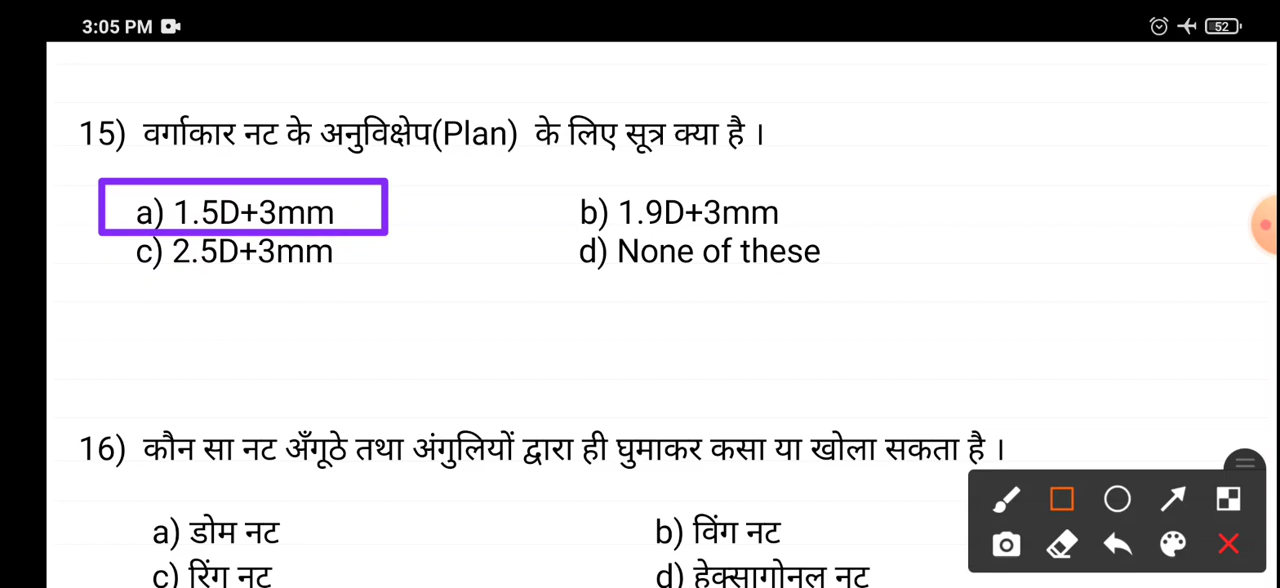 3:05 PM
52
15) वर्गाकार नट के अनुविक्षेप(Plan) के लिए सूत्र क्या है ।
a) 1.5D+3mm b) 1.9D+3mm
c) 2.5D+3mm d) None of these
16) कौन सा नट अँगूठे तथा अंगुलियों द्वारा ही घुमाकर कसा या खोला सकता है ।
a) डोम नट b) विंग नट
c) रिंग नट d) हेक्सागोनल नट